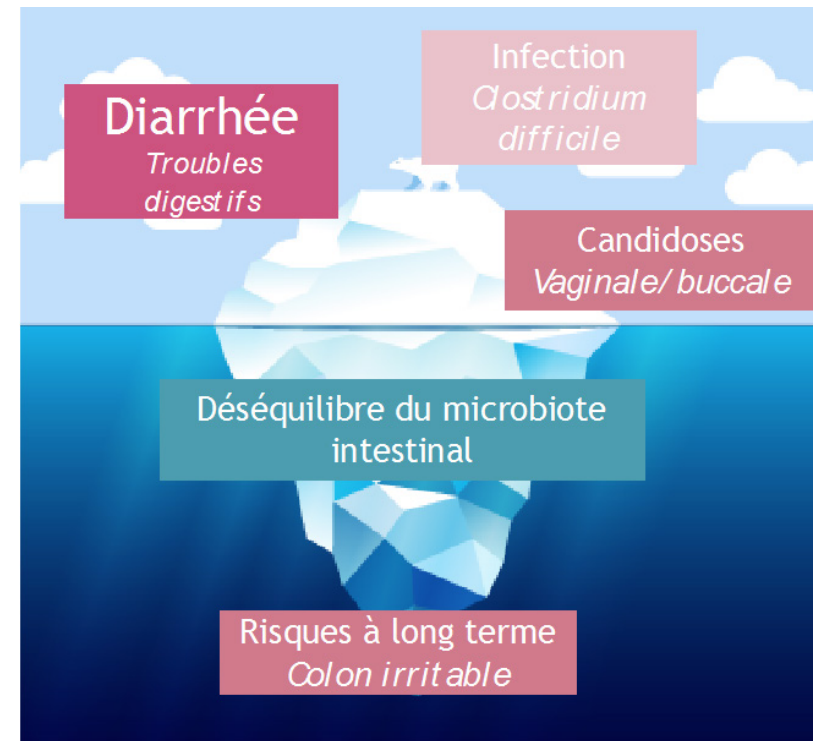 Diarrhée
Troubles
digestifs
Infection
Clostridium
difficile
Candidoses
Vaginale/ buccale
Déséquilibre du microbiote
intestinal
Risques à long terme
Colon irritable